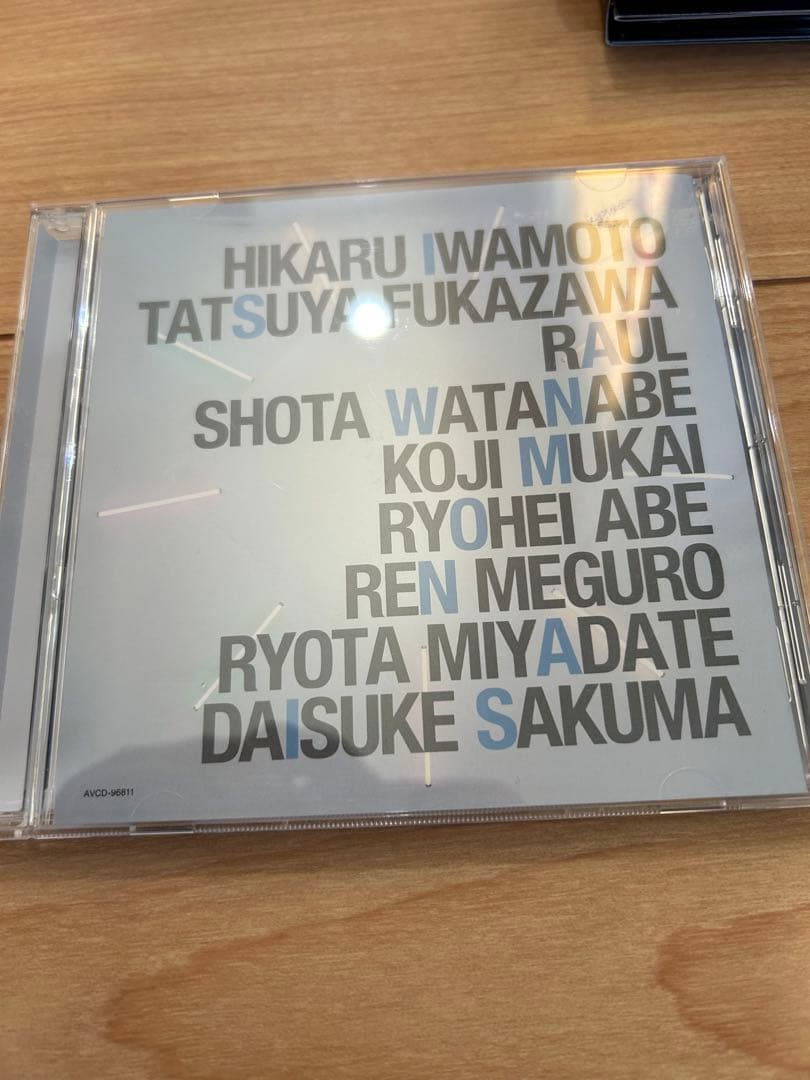 HIKARU IWAMOTO
TATSUYA FUKAZAWA
RAUL
SHOTA WATANABE
KOJI MUKAI
RYOHEI ABE
REN MEGURO
RYOTA MIYADATE
DAISUKE SAKUMA
AVCD-96811